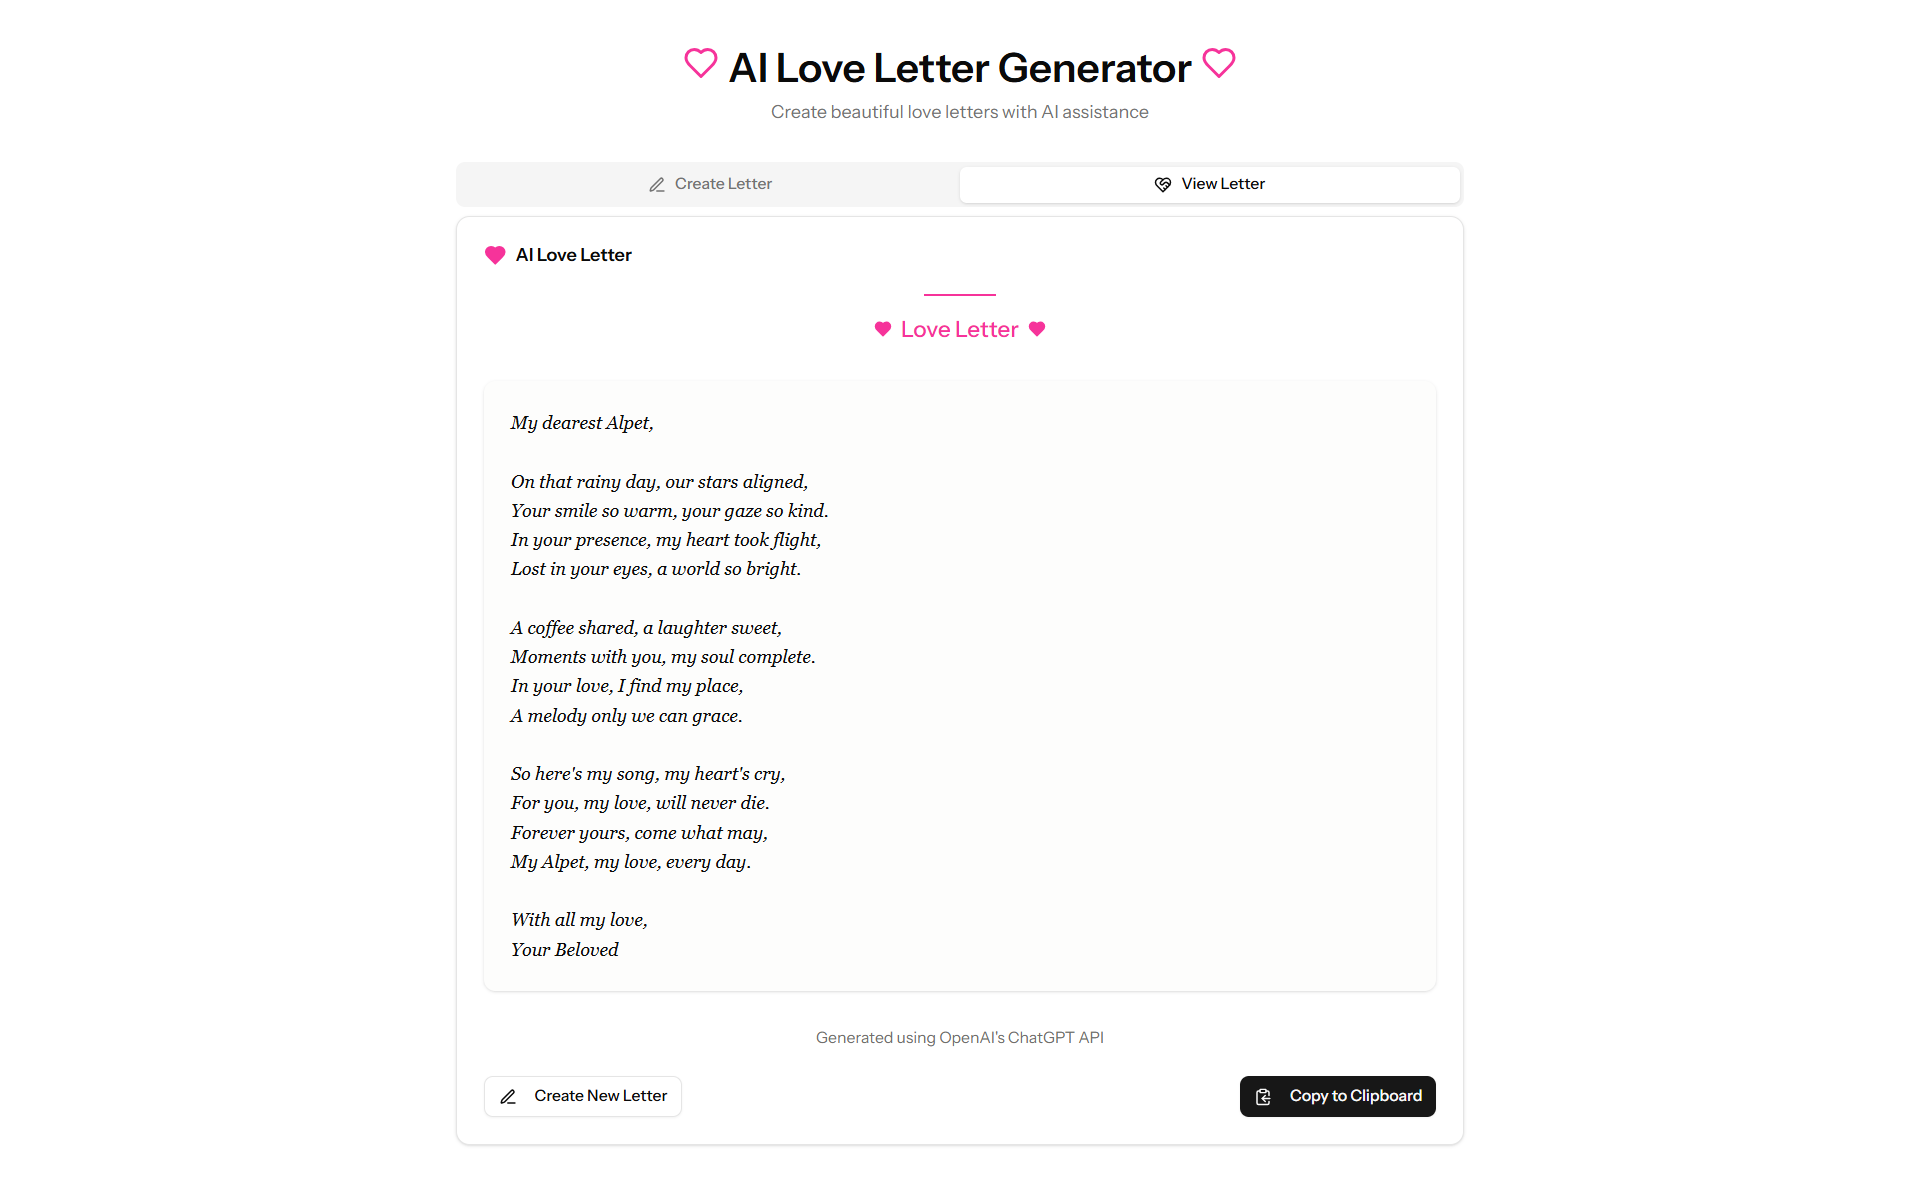 AI Love Letter Generator
Create beautiful love letters with AI assistance
Create Letter
View Letter
AI Love Letter
Love Letter
My dearest Alpet,
On that rainy day, our stars aligned,
Your smile so warm, your gaze so kind.
In your presence, my heart took flight,
Lost in your eyes, a world so bright.
A coffee shared, a laughter sweet,
Moments with you, my soul complete.
In your love, I find my place,
A melody only we can grace.
So here's my song, my heart's cry,
For you, my love, will never die.
Forever yours, come what may,
My Alpet, my love, every day.
With all my love,
Your Beloved
Generated using OpenAI's ChatGPT API
Create New Letter
Copy to Clipboard